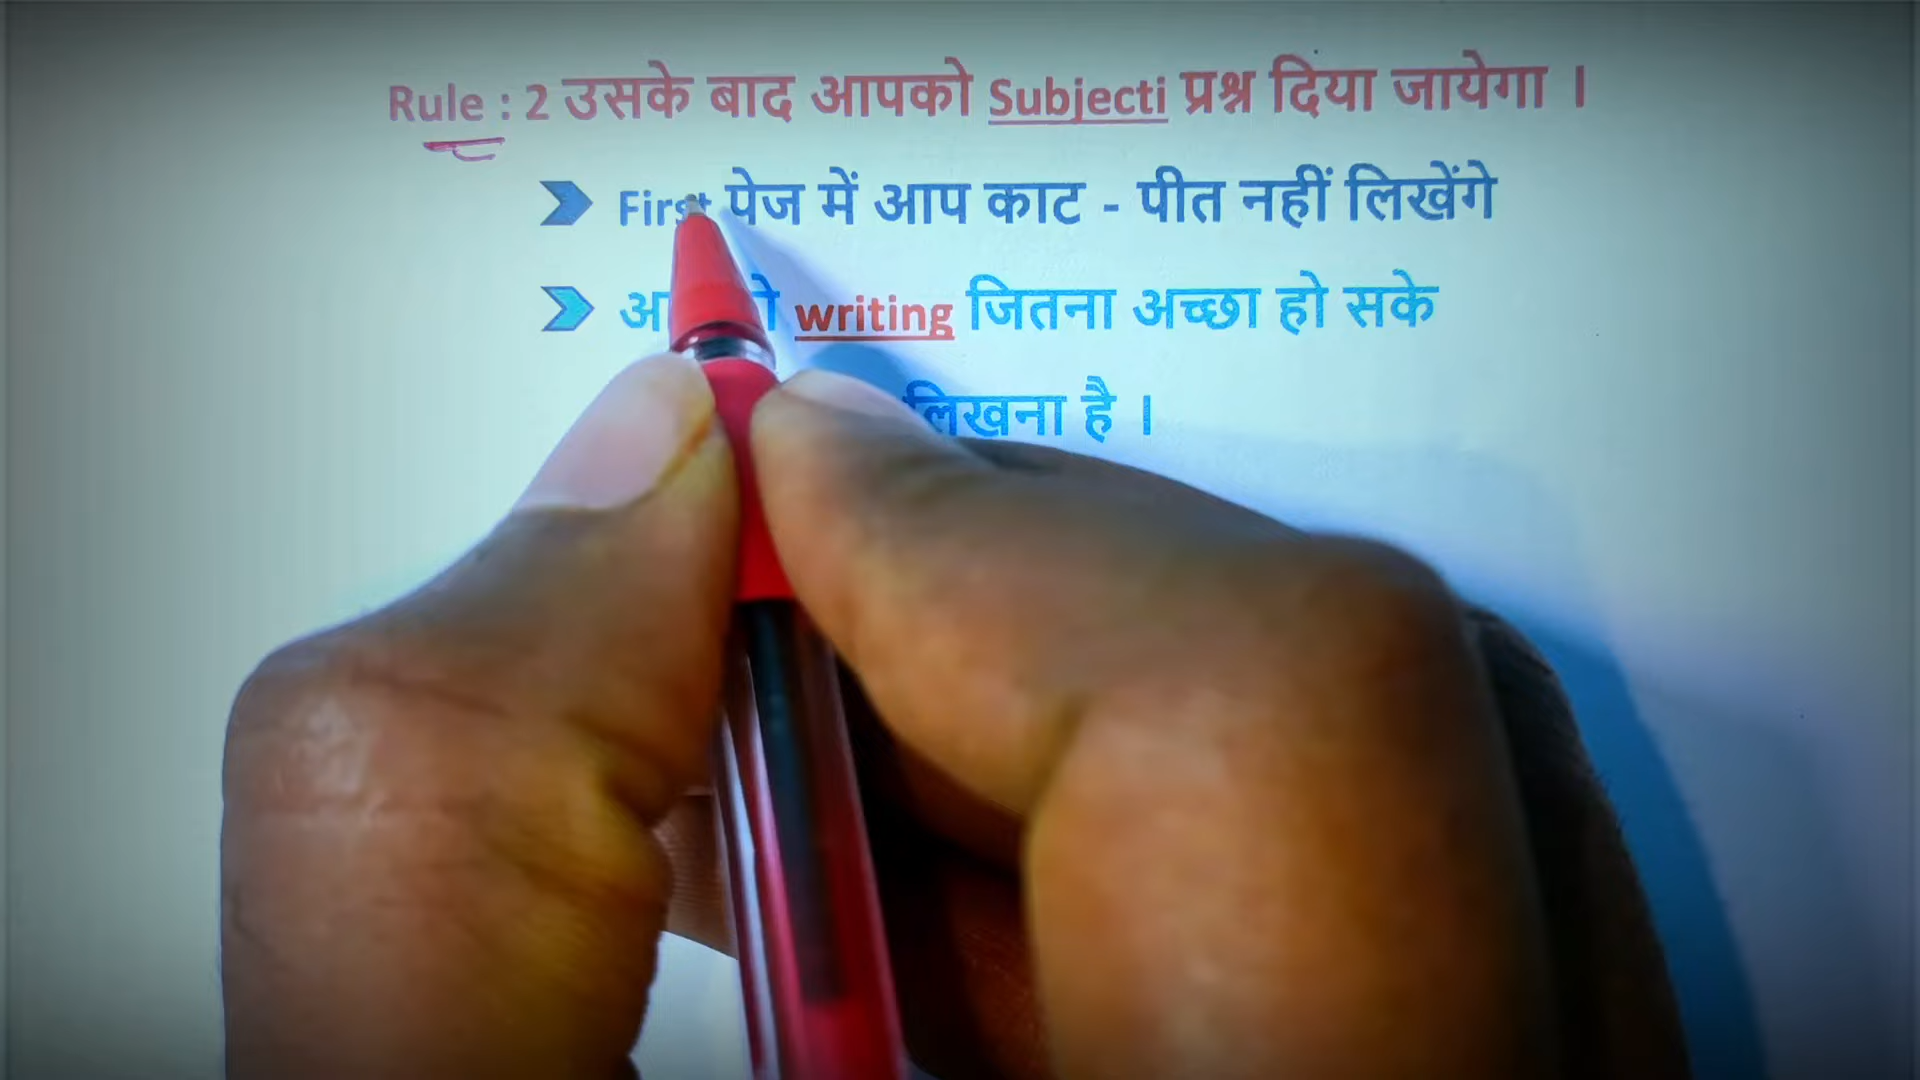 Rule : 2 उसके बाद आपको Subjecti प्रश्न दिया जायेगा ।
First पेज में आप काट - पीत नहीं लिखेंगे
writing जितना अच्छा हो सके
लिखना है ।